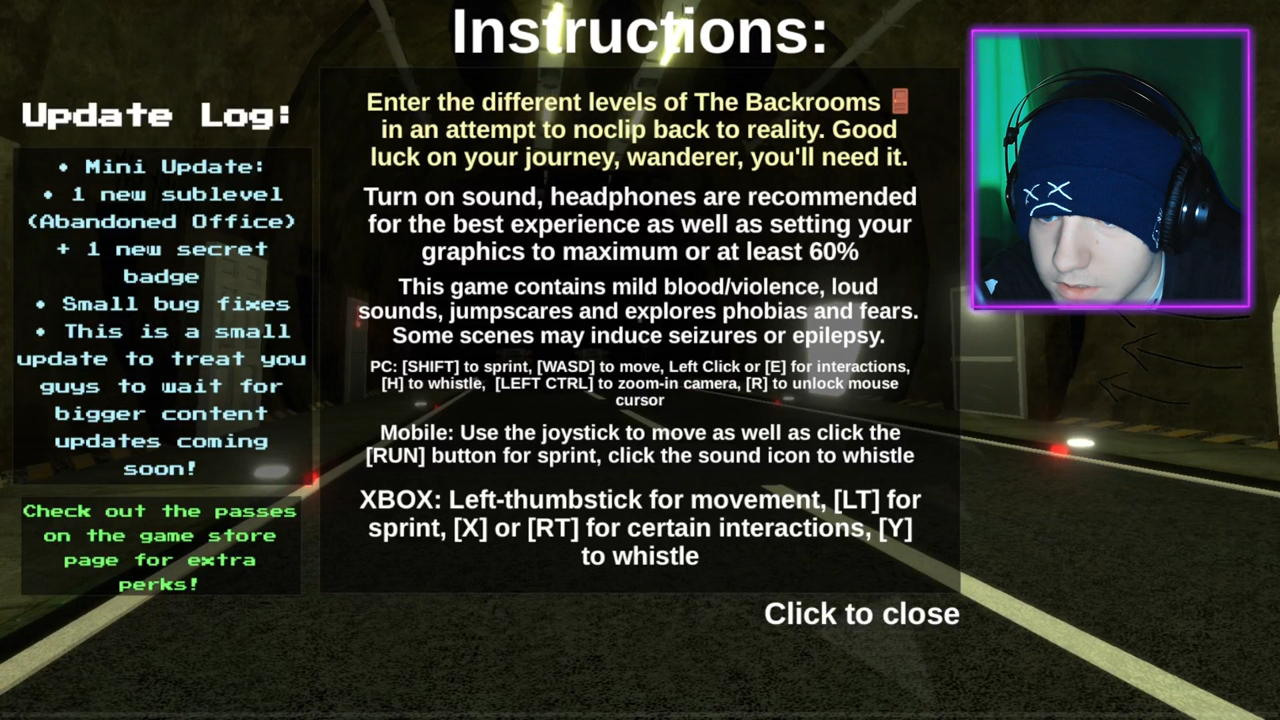 Instructions:
Update Log:
• Mini Update:
• 1 new sublevel
(Abandoned Office)
+ 1 new secret
badge
• Small bug fixes
• This is a small
update to treat you
guys to wait for
bigger content
updates coming
soon!
Check out the passes
on the game store
page for extra
perks!
Enter the different levels of The Backrooms 🚪
in an attempt to noclip back to reality. Good
luck on your journey, wanderer, you'll need it.
Turn on sound, headphones are recommended
for the best experience as well as setting your
graphics to maximum or at least 60%
This game contains mild blood/violence, loud
sounds, jumpscares and explores phobias and fears.
Some scenes may induce seizures or epilepsy.
PC: [SHIFT] to sprint, [WASD] to move, Left Click or [E] for interactions,
[H] to whistle, [LEFT CTRL] to zoom-in camera, [R] to unlock mouse
cursor
Mobile: Use the joystick to move as well as click the
[RUN] button for sprint, click the sound icon to whistle
XBOX: Left-thumbstick for movement, [LT] for
sprint, [X] or [RT] for certain interactions, [Y]
to whistle
Click to close